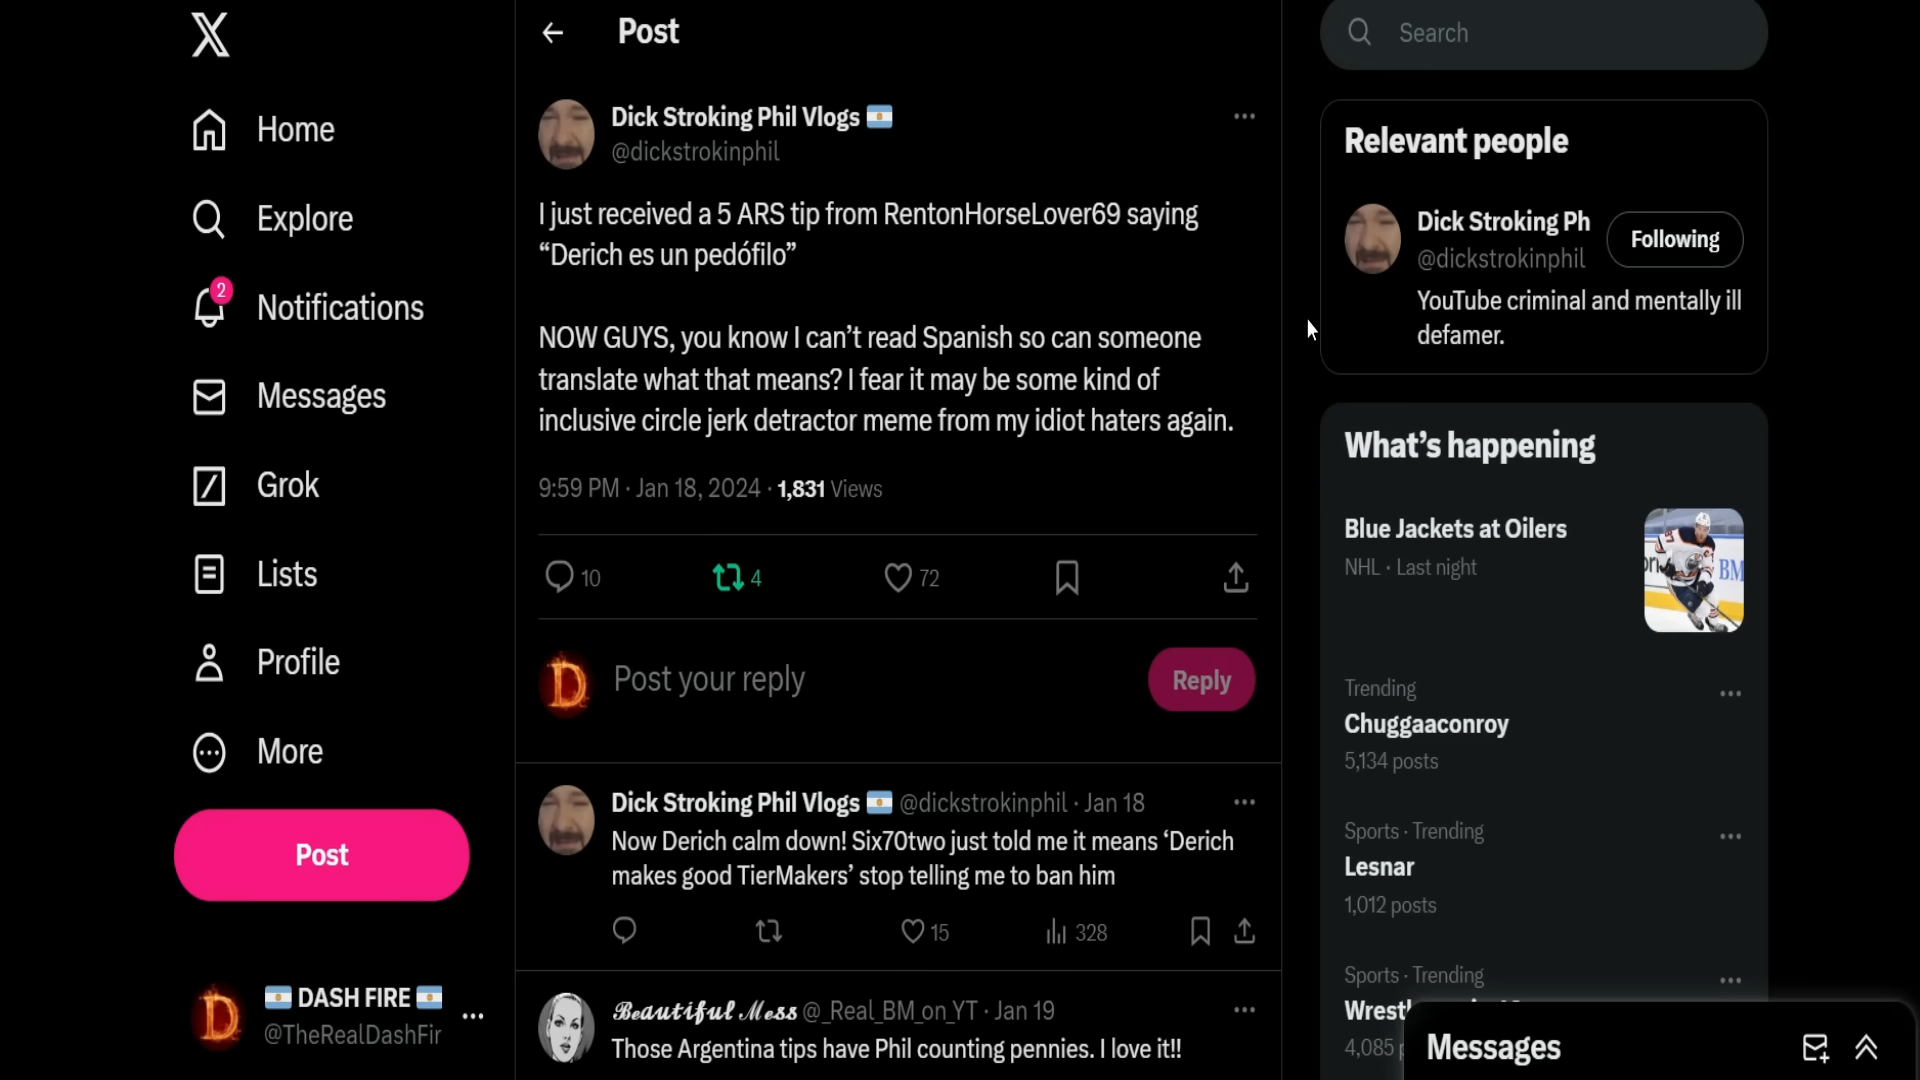 Post
Search
Home
Explore
2
Notifications
Messages
Grok
Lists
Profile
More
Post
DASH FIRE
@TheRealDashFir
Dick Stroking Phil Vlogs
@dickstrokinphil
I just received a 5 ARS tip from RentonHorseLover69 saying
“Derich es un pedófilo”
NOW GUYS, you know I can’t read Spanish so can someone
translate what that means? I fear it may be some kind of
inclusive circle jerk detractor meme from my idiot haters again.
9:59 PM · Jan 18, 2024 · 1,831 Views
10 4 72
Post your reply
Reply
Dick Stroking Phil Vlogs @dickstrokinphil · Jan 18
Now Derich calm down! Six70two just told me it means ‘Derich
makes good TierMakers’ stop telling me to ban him
15 328
Beautiful Mess @_Real_BM_on_YT · Jan 19
Those Argentina tips have Phil counting pennies. I love it!!
Relevant people
Dick Stroking Ph
@dickstrokinphil
Following
YouTube criminal and mentally ill
defamer.
What’s happening
Blue Jackets at Oilers
NHL · Last night
Trending
Chuggaaconroy
5,134 posts
Sports · Trending
Lesnar
1,012 posts
Sports · Trending
4,085
Messages